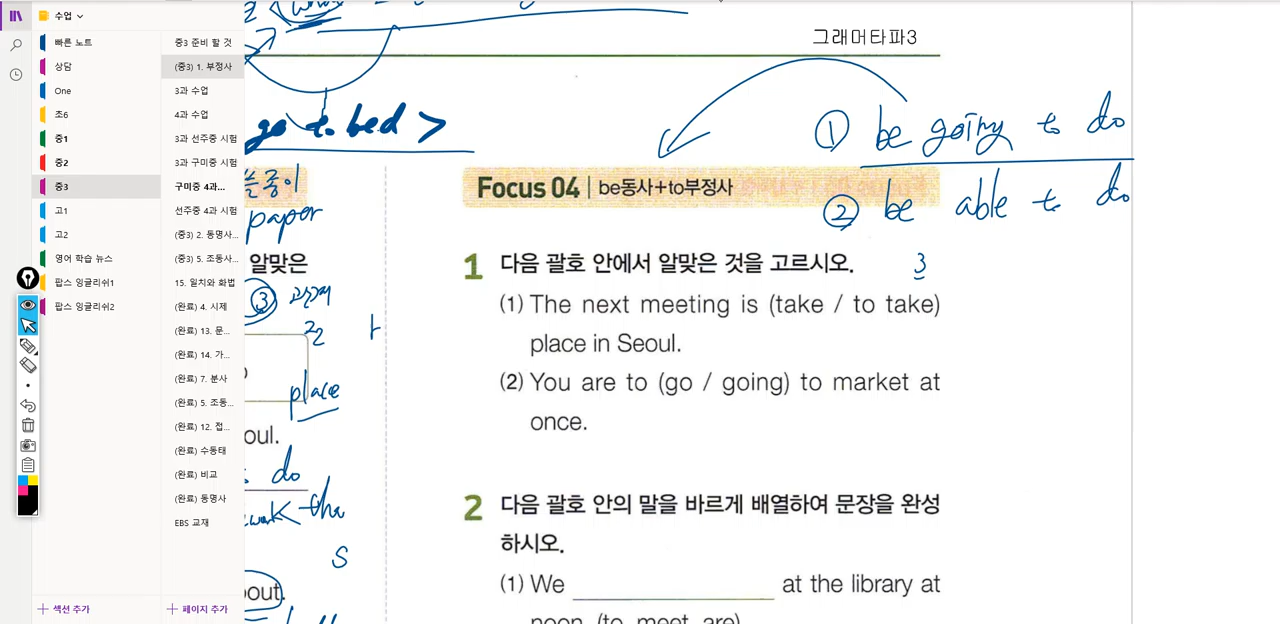 수업
빠른 노트
상담
One
초6
중1
중2
중3
고1
고2
영어 학습 뉴스
팝스 잉글리쉬1
팝스 잉글리쉬2
섹션 추가
중3 준비 할 것
(중3) 1. 부정사
3과 수업
4과 수업
3과 선주중 시험
3과 구미중 시험
구미중 4과...
선주중 4과 시험
(중3) 2. 동명사...
(중3) 5. 조동사...
15. 일치와 화법
(완료) 4. 시제
(완료) 13. 문...
(완료) 14. 가...
(완료) 7. 분사
(완료) 5. 조동...
(완료) 12. 접...
(완료) 수동태
(완료) 비교
(완료) 동명사
EBS 교재
페이지 추가
그래머타파3
go to bed >
① be going to do
② be able to do
쓸 종이
paper
알맞은
③
place
oul.
do
the
S
out.
Focus 04 | be동사+to부정사
1 다음 괄호 안에서 알맞은 것을 고르시오. 3
(1) The next meeting is (take / to take)
place in Seoul.
(2) You are to (go / going) to market at
once.
2 다음 괄호 안의 말을 바르게 배열하여 문장을 완성
하시오.
(1) We ____ at the library at
noon. (to, meet, are)